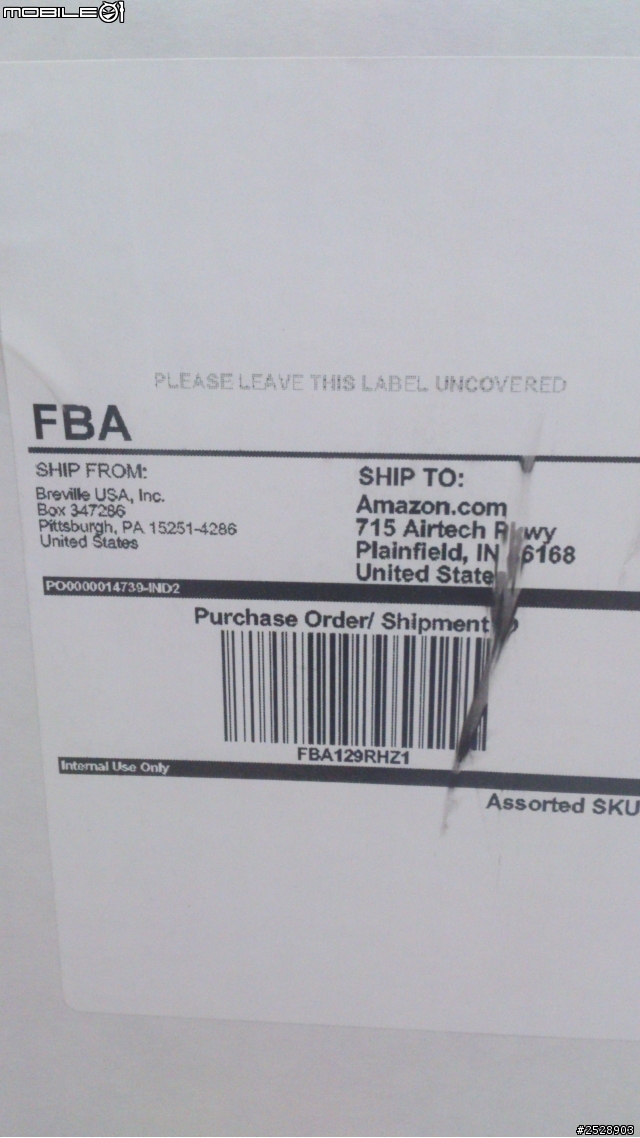 MOBILE01
PLEASE LEAVE THIS LABEL UNCOVERED
FBA
SHIP FROM:
Breville USA, Inc.
Box 347286
Pittsburgh, PA 15251-4286
United States
SHIP TO:
Amazon.com
715 Airtech
Plainfield, IN
United
PO0000014739-IND2
Purchase Order/ Shipment
FBA129RHZ1
Internal Use Only
Assorted SKU
#2528903